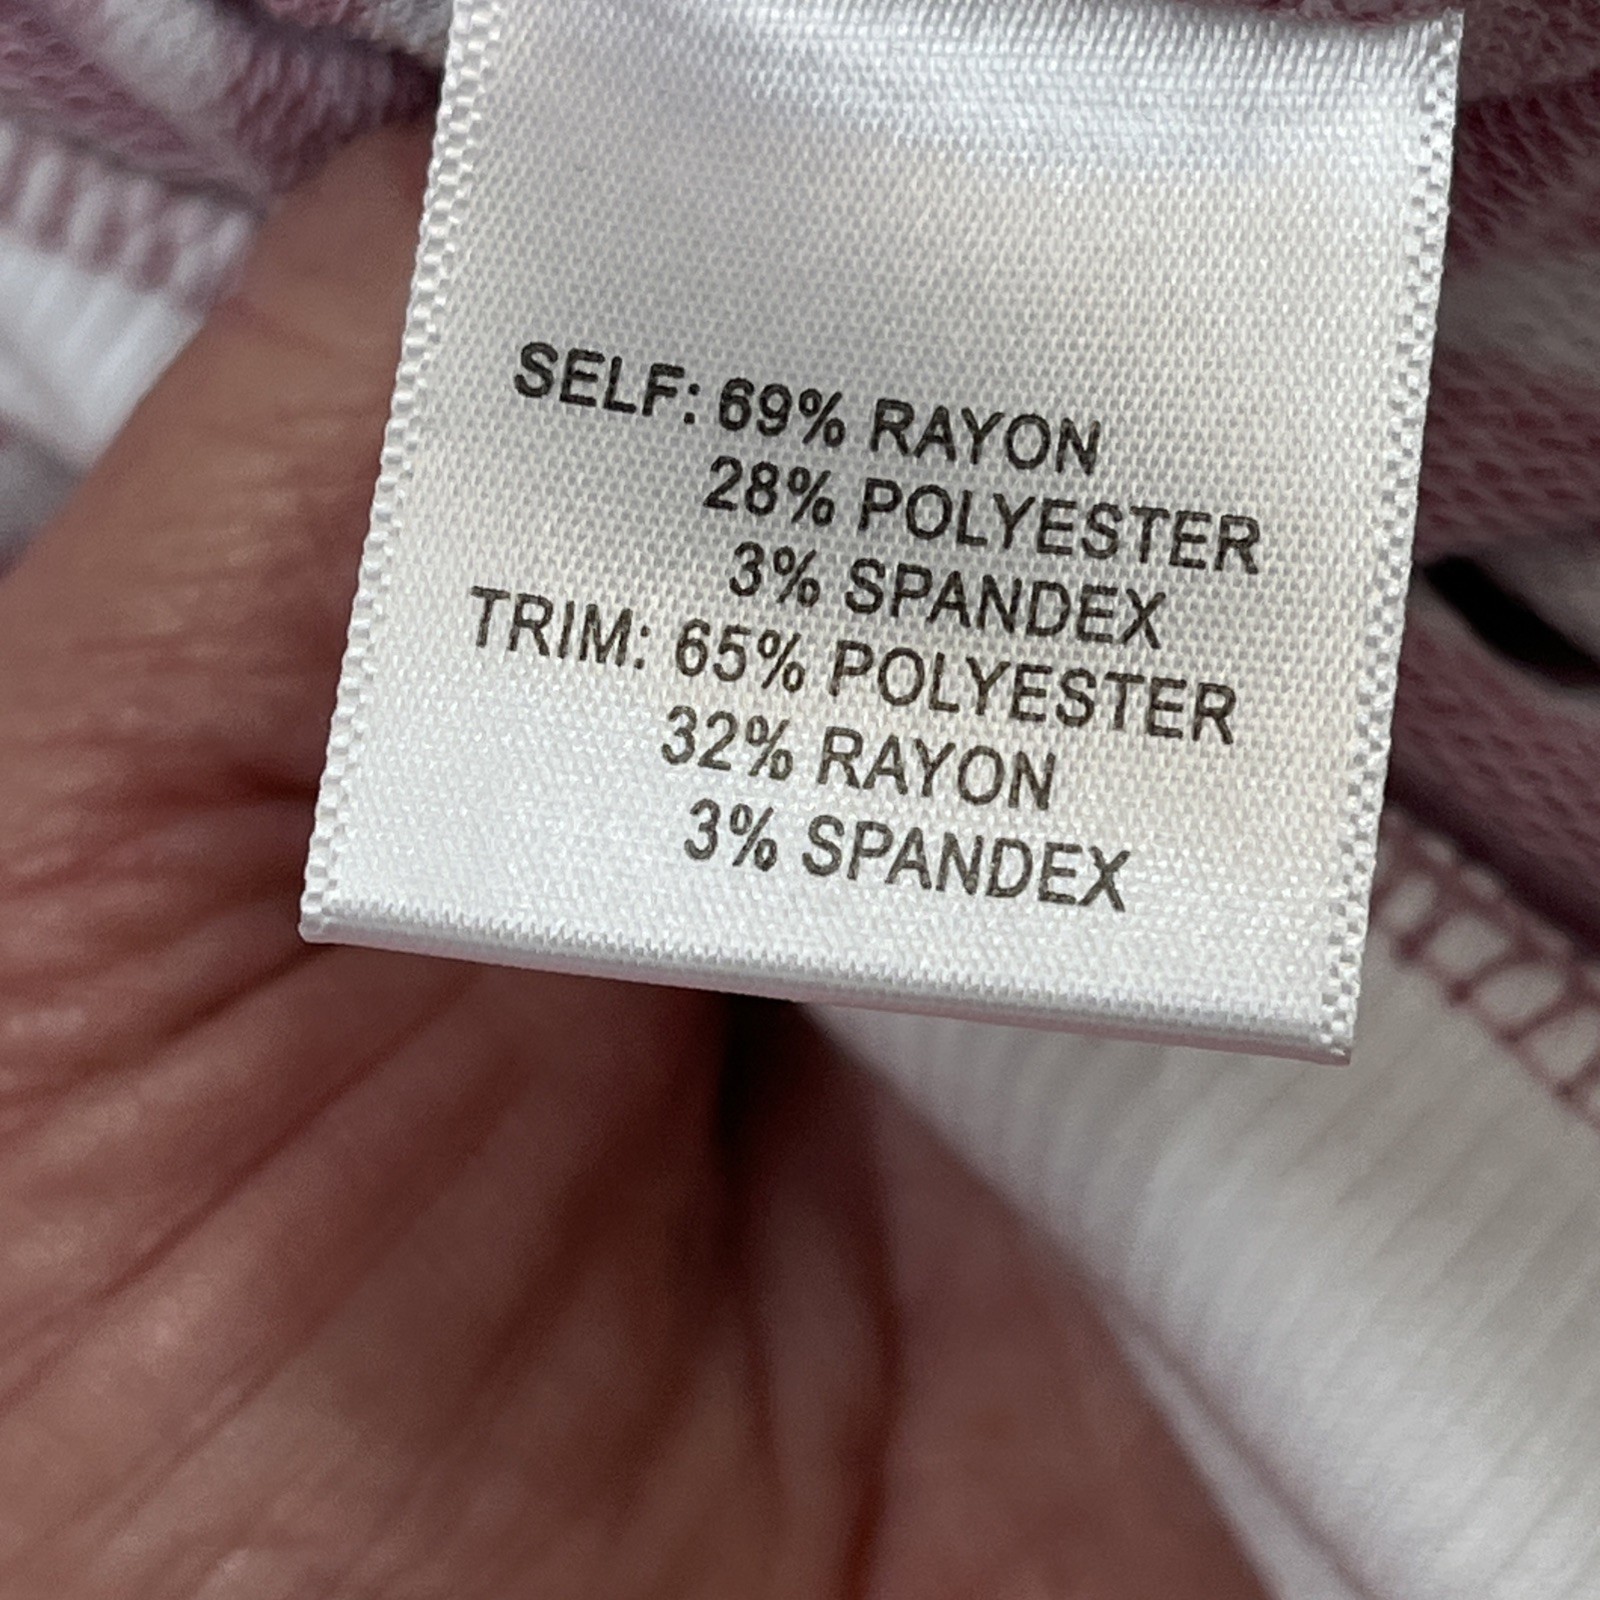 SELF: 69% RAYON
28% POLYESTER
3% SPANDEX
TRIM: 65% POLYESTER
32% RAYON
3% SPANDEX